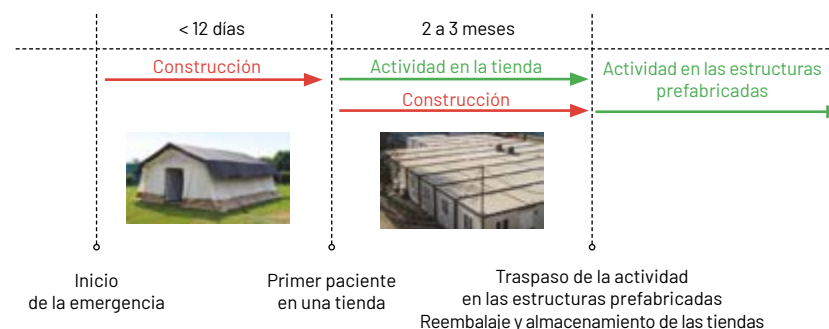 < 12 días
2 a 3 meses
Construcción
Actividad en la tienda
Construcción
Actividad en las estructuras
prefabricadas
Inicio
de la emergencia
Primer paciente
en una tienda
Traspaso de la actividad
en las estructuras prefabricadas
Reembalaje y almacenamiento de las tiendas